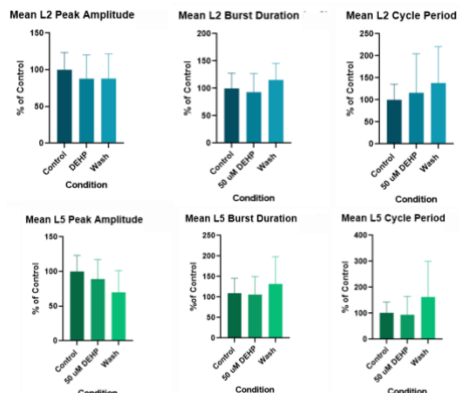 Mean L2 Peak Amplitude
% of Control
150
100
50
0
Control
DEHP
Wash
Condition
Mean L2 Burst Duration
% of Control
200
150
100
50
0
Control
50 uM DEHP
Wash
Condition
Mean L2 Cycle Period
% of Control
250
200
150
100
50
0
Control
50 uM DEHP
Wash
Condition
Mean L5 Peak Amplitude
% of Control
150
100
50
0
Control
50 uM DEHP
Wash
Condition
Mean L5 Burst Duration
%of Control
250
200
150
100
50
0
Control
50 uM DEHP
Wash
Condition
Mean L5 Cycle Period
% of Control
400
300
200
100
0
Control
50 uM DEHP
Wash
Condition